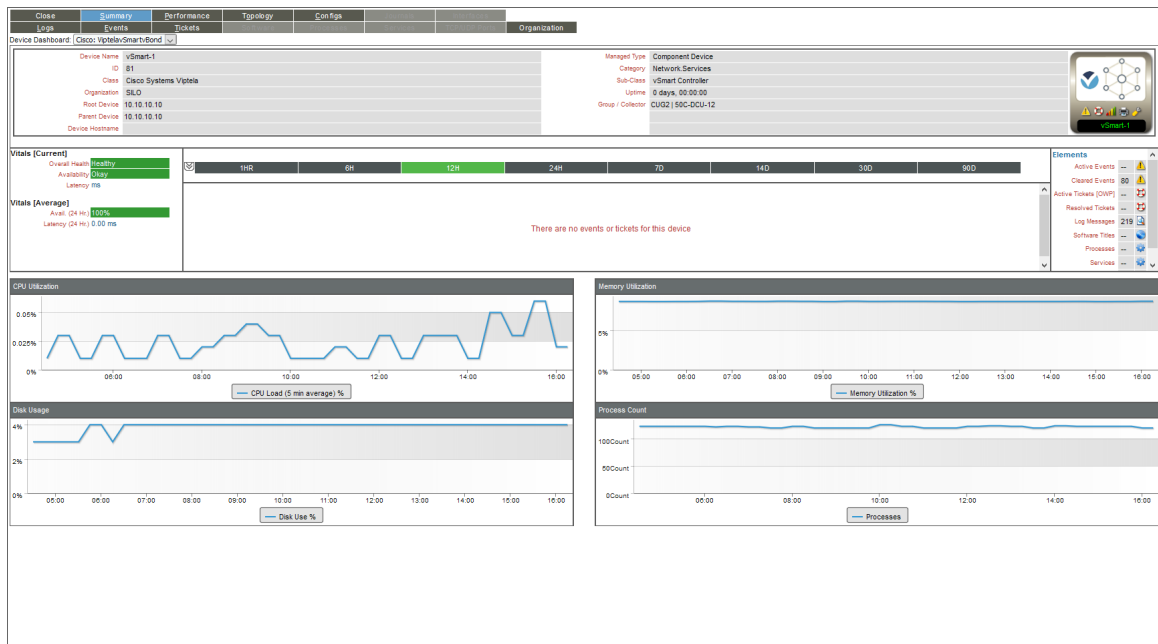 Close Summary Performance Topology Configs
Logs Events Tickets Organization
Device Dashboard: Cisco: ViptelavSmartvBond
Device Name vSmart-1
ID 81
Class Cisco Systems Viptela
Organization SILO
Root Device 10.10.10.10
Parent Device 10.10.10.10
Device Hostname
Managed Type Component Device
Category Network.Services
Sub-Class vSmart Controller
Uptime 0 days, 00:00:00
Group / Collector CUG2 | 50C-DCU-12
vSmart-1
Vitals [Current]
Overall Health Healthy
Availability Okay
Latency ms
Vitals [Average]
Avail. (24 Hr.) 100%
Latency (24 Hr.) 0.00 ms
1HR 6H 12H 24H 7D 14D 30D 90D
There are no events or tickets for this device
Elements
Active Events --
Cleared Events 80
Active Tickets [OWP] --
Resolved Tickets --
Log Messages 219
Software Titles --
Processes --
Services --
CPU Utilization
0.05%
0.025%
0%
06:00 08:00 10:00 12:00 14:00 16:00
CPU Load (5 min average) %
Memory Utilization
5%
0%
05:00 06:00 07:00 08:00 09:00 10:00 11:00 12:00 13:00 14:00 15:00 16:00
Memory Utilization %
Disk Usage
4%
2%
0%
05:00 06:00 07:00 08:00 09:00 10:00 11:00 12:00 13:00 14:00 15:00 16:00
Disk Use %
Process Count
100Count
50Count
0Count
06:00 08:00 10:00 12:00 14:00 16:00
Processes